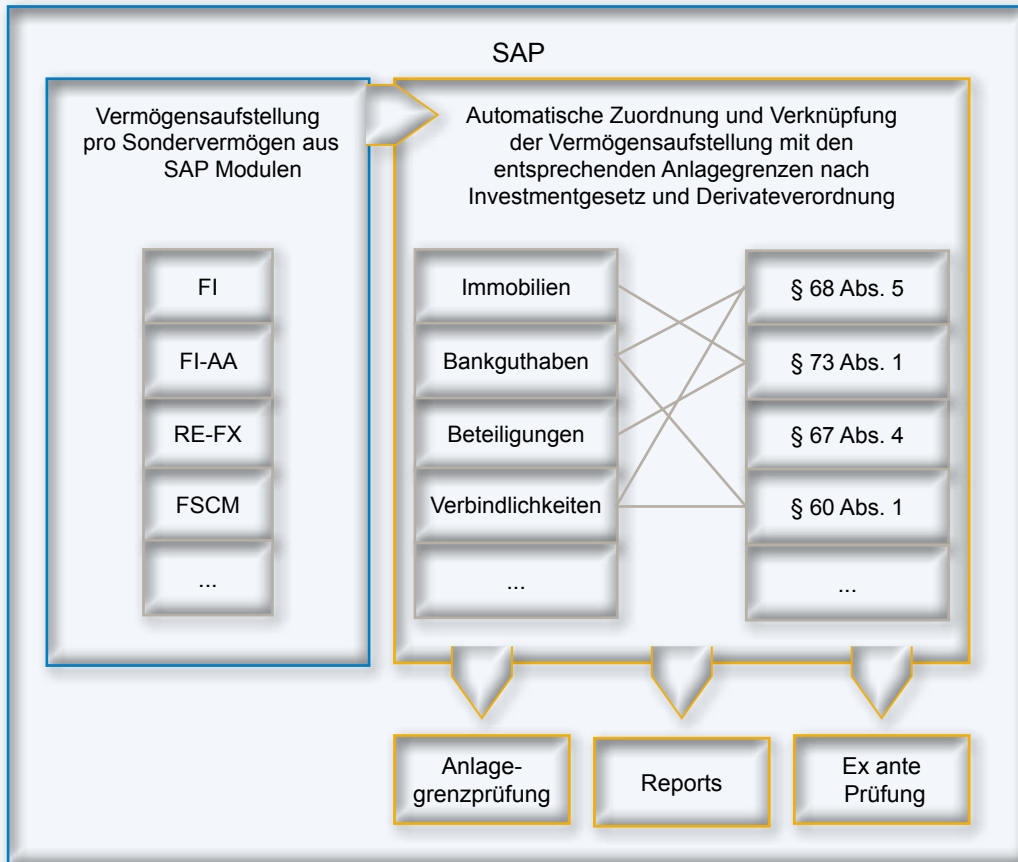 SAP
Vermögensaufstellung
pro Sondervermögen aus
SAP Modulen
FI
FI-AA
RE-FX
FSCM
...
Automatische Zuordnung und Verknüpfung
der Vermögensaufstellung mit den
entsprechenden Anlagegrenzen nach
Investmentgesetz und Derivateverordnung
Immobilien
Bankguthaben
Beteiligungen
Verbindlichkeiten
...
§ 68 Abs. 5
§ 73 Abs. 1
§ 67 Abs. 4
§ 60 Abs. 1
...
Anlage-
grenzprüfung
Reports
Ex ante
Prüfung